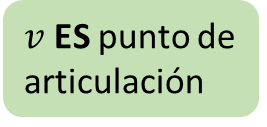 𝑣 ES punto de
articulación